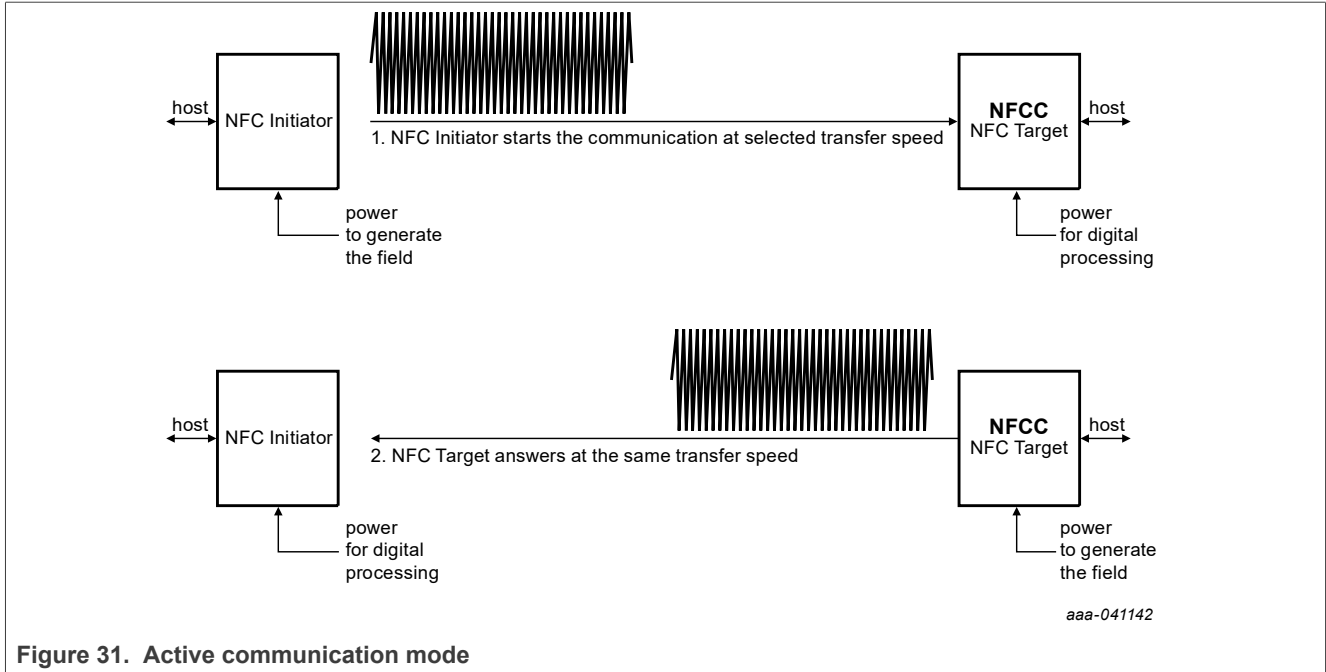 host
NFC Initiator
1. NFC Initiator starts the communication at selected transfer speed
NFCC
NFC Target
host
power
to generate
the field
power
for digital
processing
host
NFC Initiator
2. NFC Target answers at the same transfer speed
NFCC
NFC Target
host
power
for digital
processing
power
to generate
the field
aaa-041142
Figure 31. Active communication mode